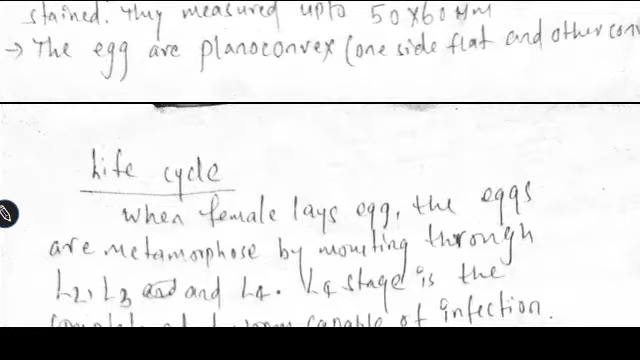 stained. They measured upto 50x60 µm
→ The egg are planoconvex (one side flat and other conv
Life cycle
When female lays egg, the eggs
are metamorphose by moulting through
L2, L3 and and L4. L4 stage is the
capable of infection.